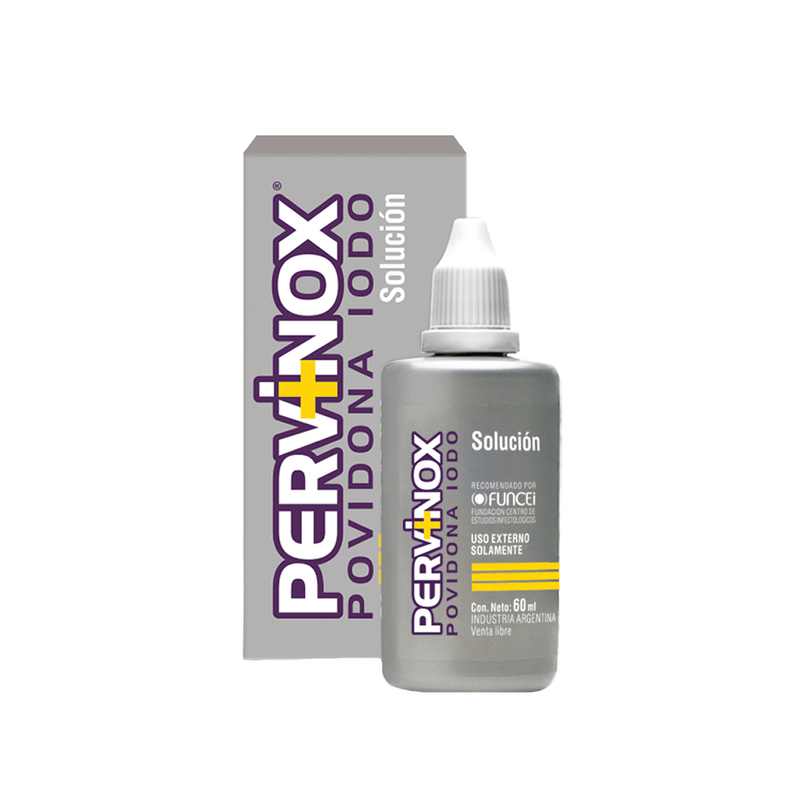 PERVINOX®
POVIDONA IODO
Solución
PERVINOX
POVIDONA IODO
Solución
RECOMENDADO POR
FUNCEi
FUNDACION CENTRO DE
ESTUDIOS INFECTOLOGICOS
USO EXTERNO
SOLAMENTE
Con. Neto: 60 ml
INDUSTRIA ARGENTINA
Venta libre